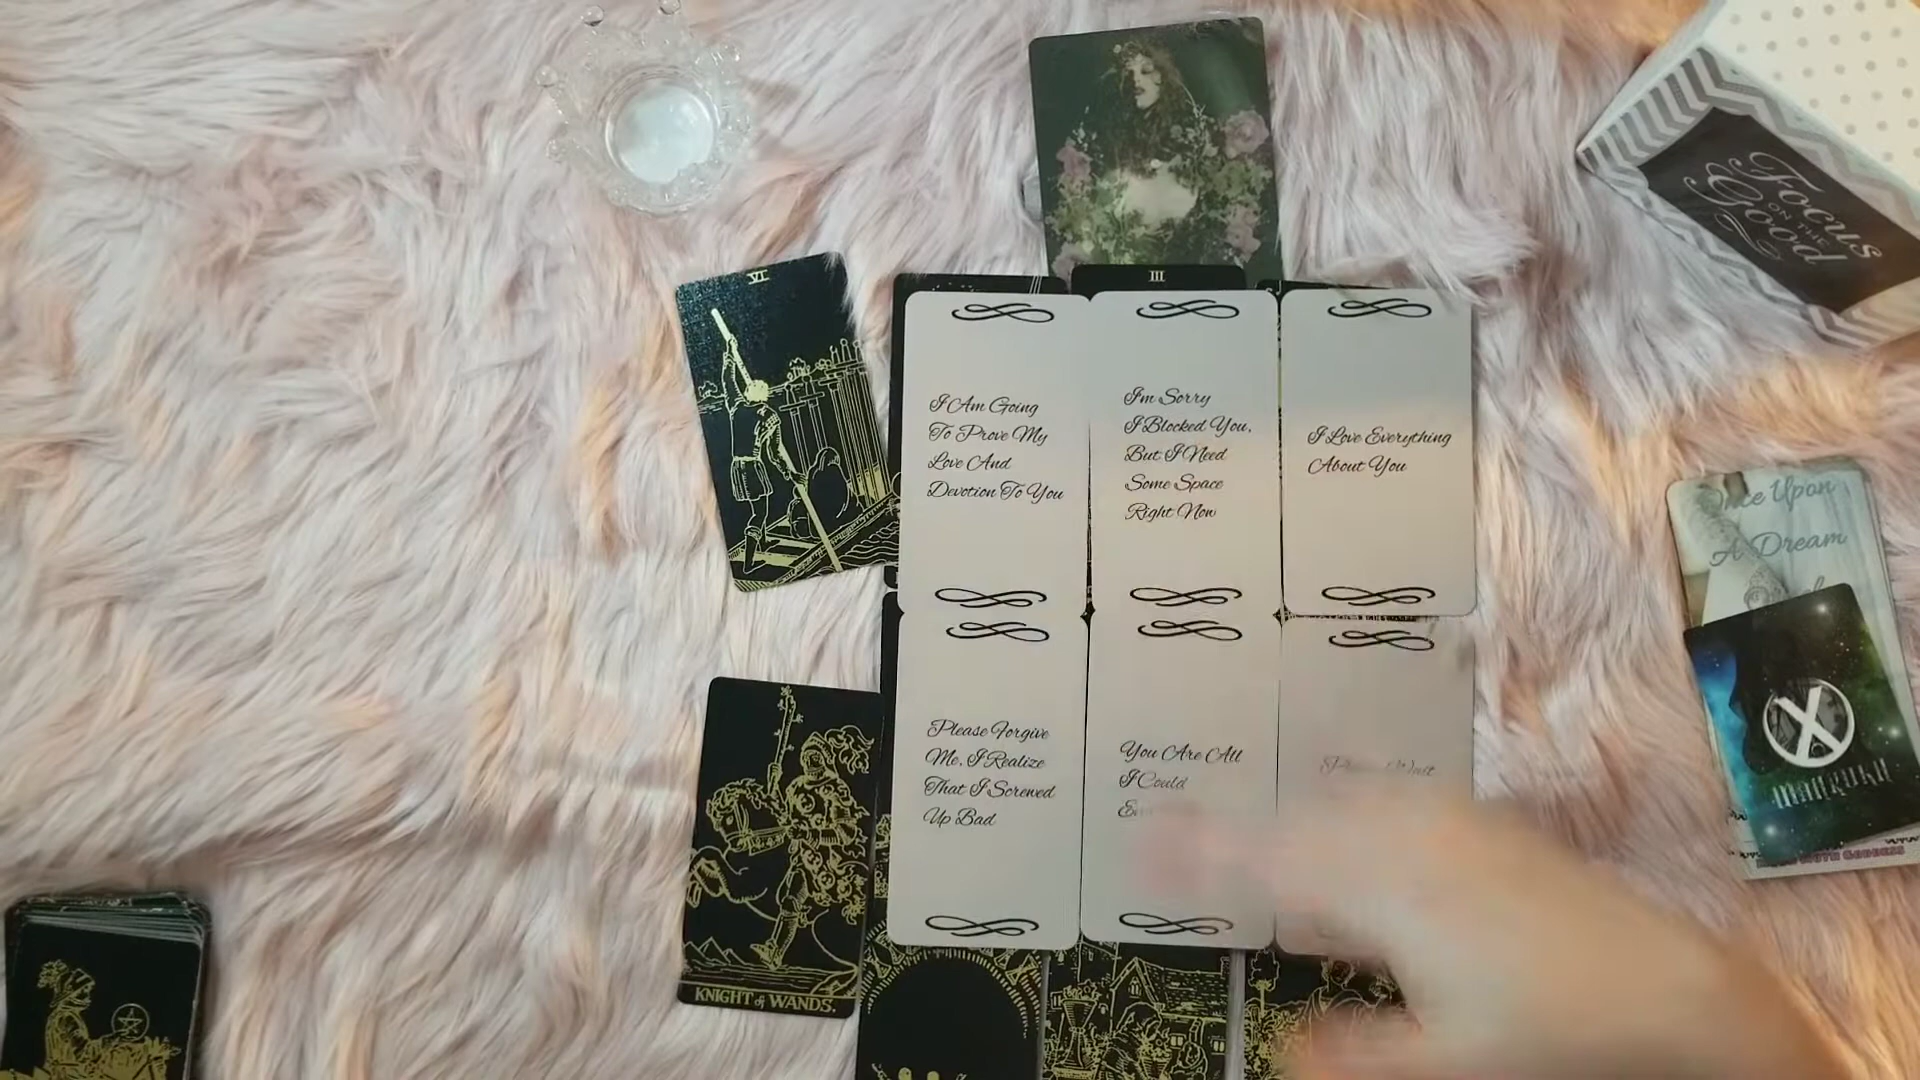 VI
III
Focus
ON THE
Good
I Am Going
To Prove My
Love And
Devotion To You
I'm Sorry
I Blocked You,
But I Need
Some Space
Right Now
I Love Everything
About You
Once Upon
A Dream
Please Forgive
Me, I Realize
That I Screwed
Up Bad
You Are All
I Could
KNIGHT of WANDS.